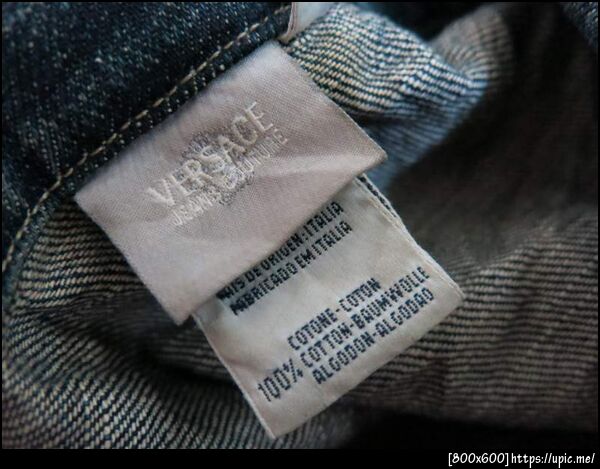 VERSACE
JEANS COUTURE
PAIS DE ORIGEN: ITALIA
FABRICADO EM ITALIA
COTONE-COTON
100% COTTON-BAUMWOLLE
ALGODON-ALGODAO
[800x600]https://upic.me/